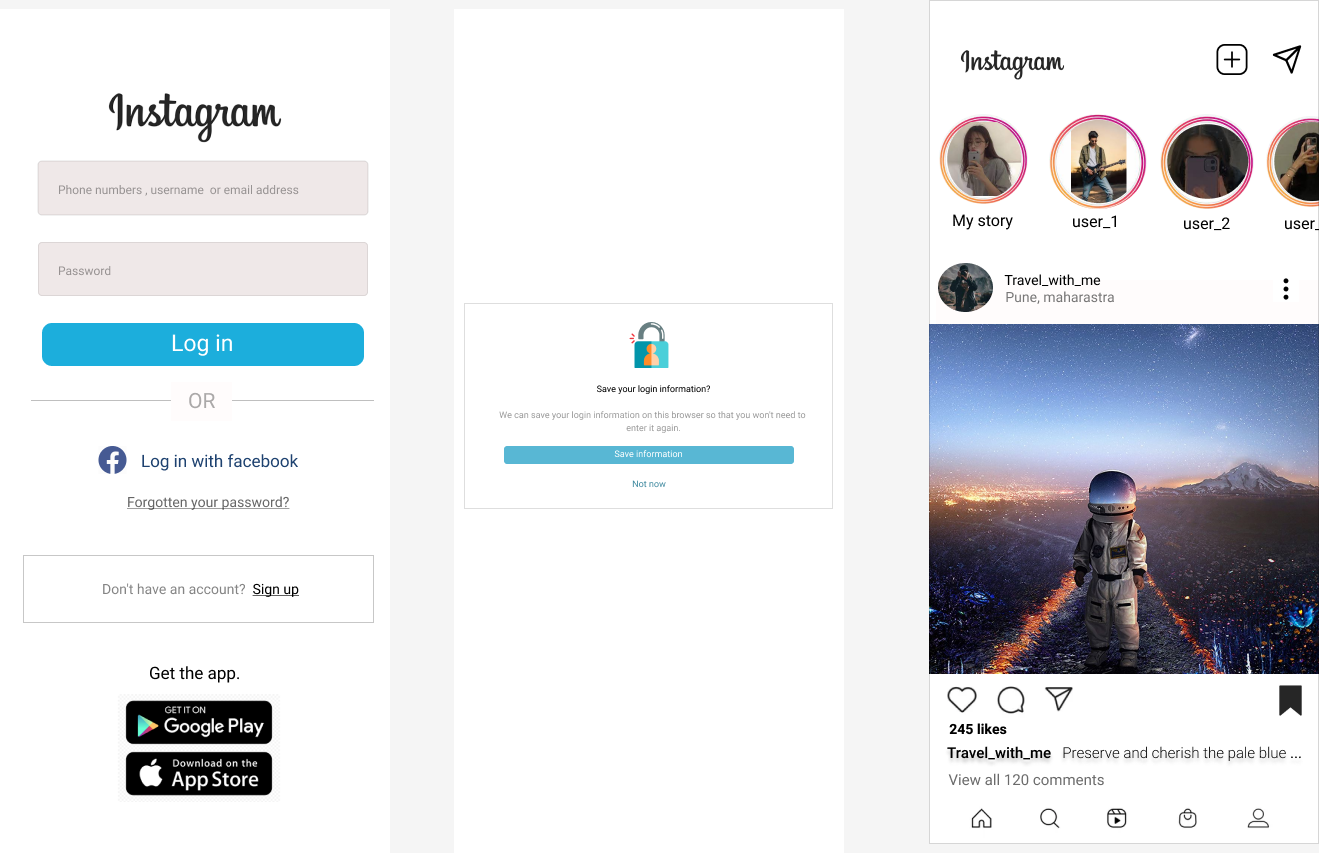 Instagram
Phone numbers , username or email address
Password
Log in
OR
Log in with facebook
Forgotten your password?
Don't have an account? Sign up
Get the app.
GET IT ON
Google Play
Download on the
App Store
Save your login information?
We can save your login information on this browser so that you won't need to
enter it again.
Save information
Not now
Instagram
My story
user_1
user_2
user_
Travel_with_me
Pune, maharastra
245 likes
Travel_with_me Preserve and cherish the pale blue ...
View all 120 comments